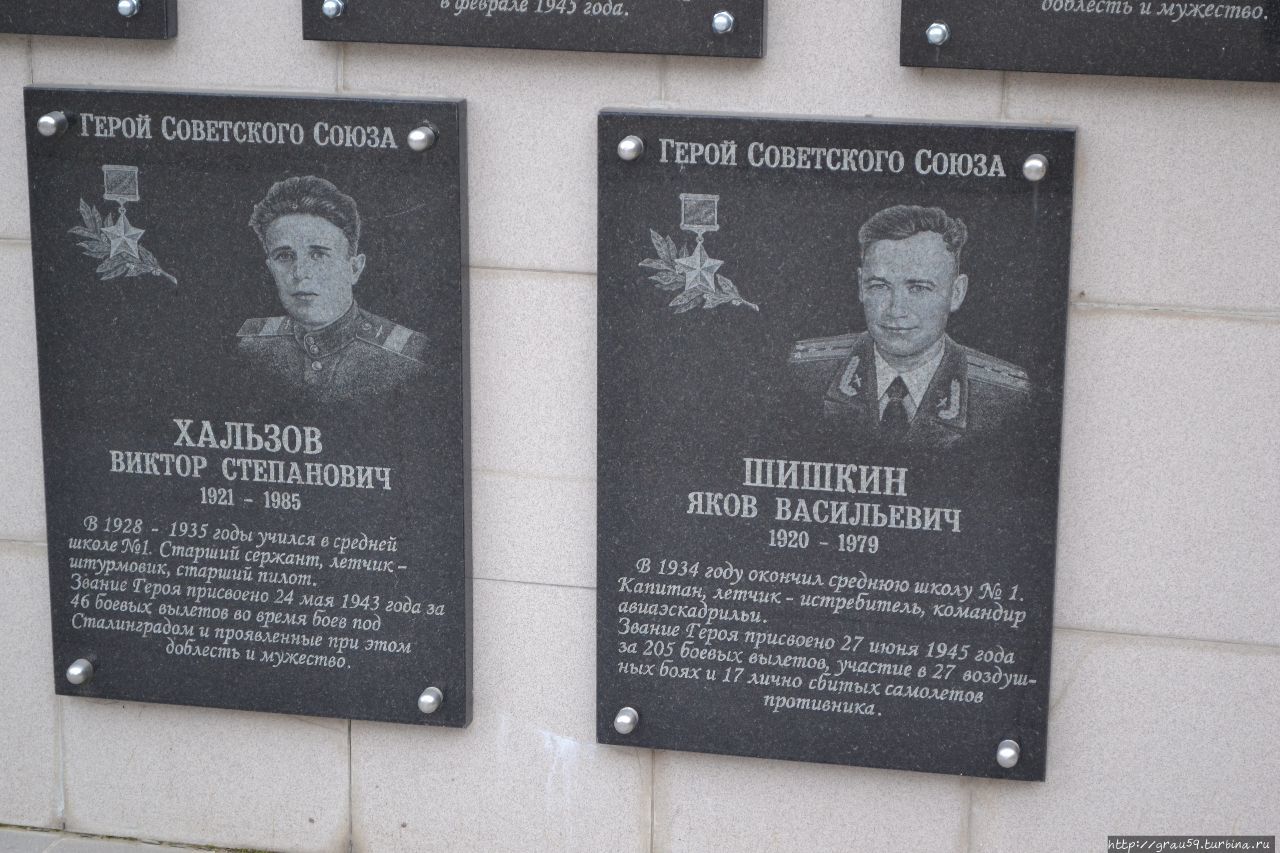 в феврале 1945 года.
доблесть и мужество.
Герой Советского Союза
ХАЛЬЗОВ
ВИКТОР СТЕПАНОВИЧ
1921 - 1985
В 1928 - 1935 годы учился в средней
школе №1. Старший сержант, летчик -
штурмовик, старший пилот.
Звание Героя присвоено 24 мая 1943 года за
46 боевых вылетов во время боев под
Сталинградом и проявленные при этом
доблесть и мужество.
Герой Советского Союза
ШИШКИН
ЯКОВ ВАСИЛЬЕВИЧ
1920 - 1979
В 1934 году окончил среднюю школу № 1.
Капитан, летчик - истребитель, командир
авиаэскадрильи.
Звание Героя присвоено 27 июня 1945 года
за 205 боевых вылетов, участие в 27 воздуш-
ных боях и 17 лично сбитых самолетов
противника.
http://grau59.turbina.ru